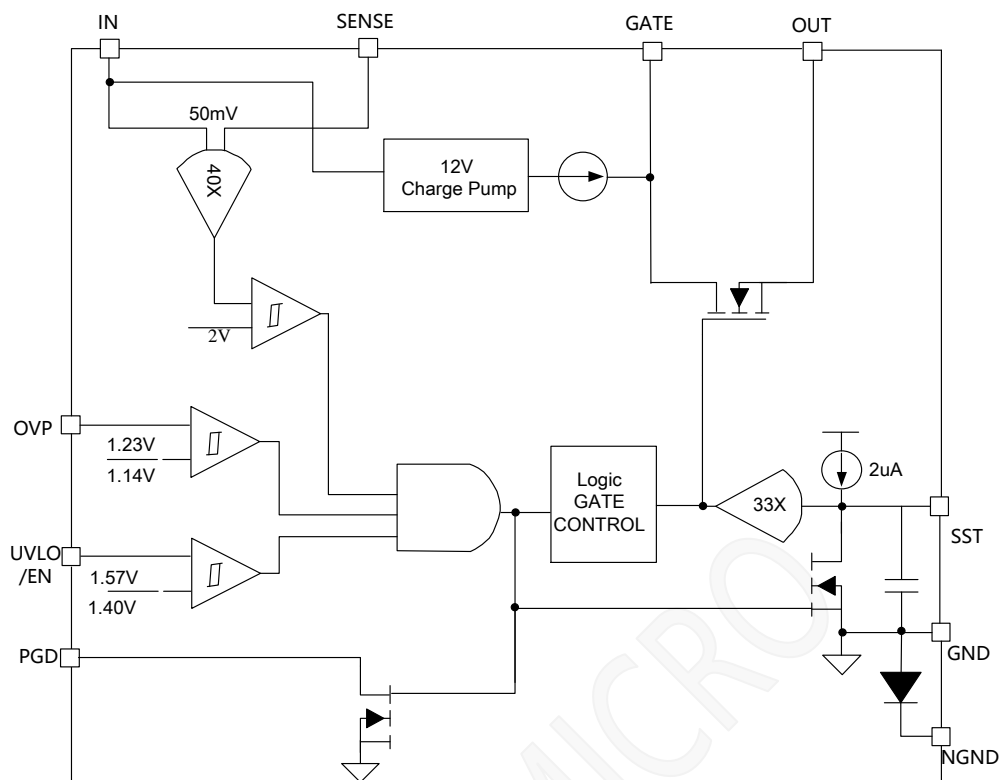 IN
SENSE
GATE
OUT
50mV
40X
12V
Charge Pump
2V
OVP
1.23V
1.14V
Logic
GATE
CONTROL
33X
2uA
SST
UVLO
/EN
1.57V
1.40V
PGD
GND
NGND
MICRO